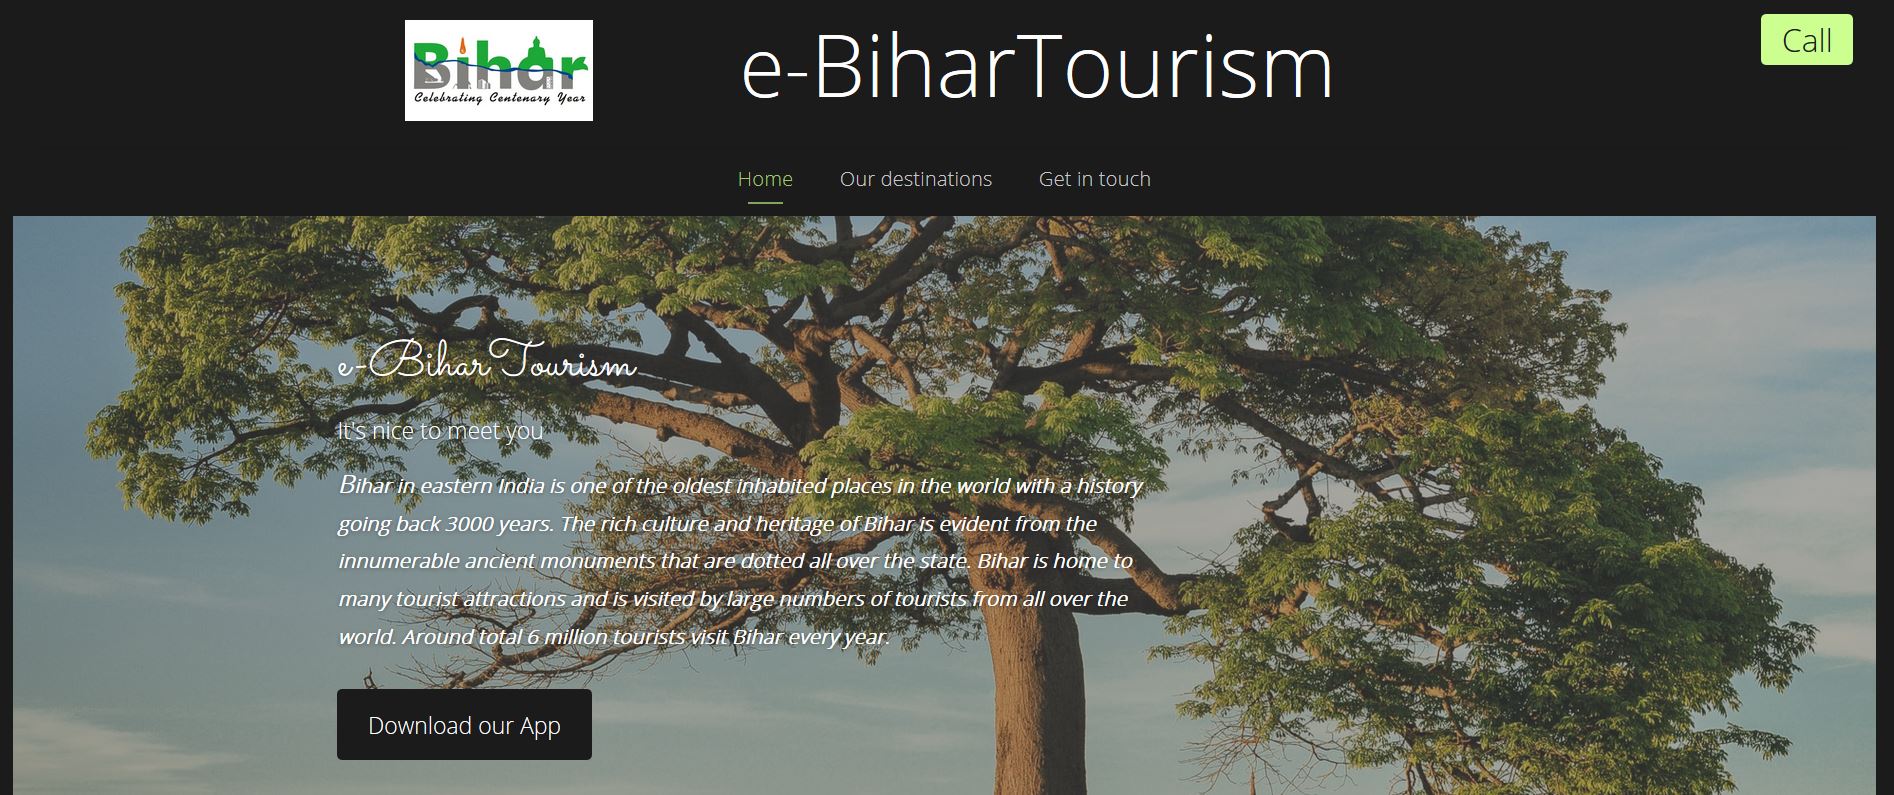 Bihar
Celebrating Centenary Year
e-BiharTourism
Call
Home
Our destinations
Get in touch
e-BiharTourism
It's nice to meet you
Bihar in eastern India is one of the oldest inhabited places in the world with a history
going back 3000 years. The rich culture and heritage of Bihar is evident from the
innumerable ancient monuments that are dotted all over the state. Bihar is home to
many tourist attractions and is visited by large numbers of tourists from all over the
world. Around total 6 million tourists visit Bihar every year.
Download our App